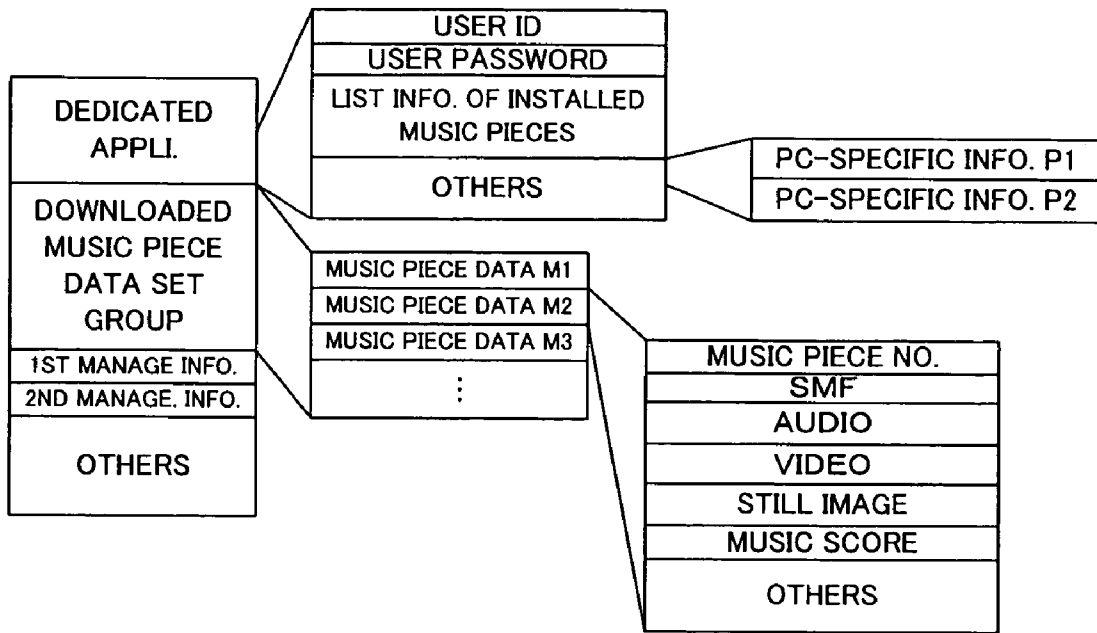 DEDICATED
APPLI.
DOWNLOADED
MUSIC PIECE
DATA SET
GROUP
1ST MANAGE INFO.
2ND MANAGE. INFO.
OTHERS
USER ID
USER PASSWORD
LIST INFO. OF INSTALLED
MUSIC PIECES
OTHERS
PC-SPECIFIC INFO. P1
PC-SPECIFIC INFO. P2
MUSIC PIECE DATA M1
MUSIC PIECE DATA M2
MUSIC PIECE DATA M3
⋮
MUSIC PIECE NO.
SMF
AUDIO
VIDEO
STILL IMAGE
MUSIC SCORE
OTHERS